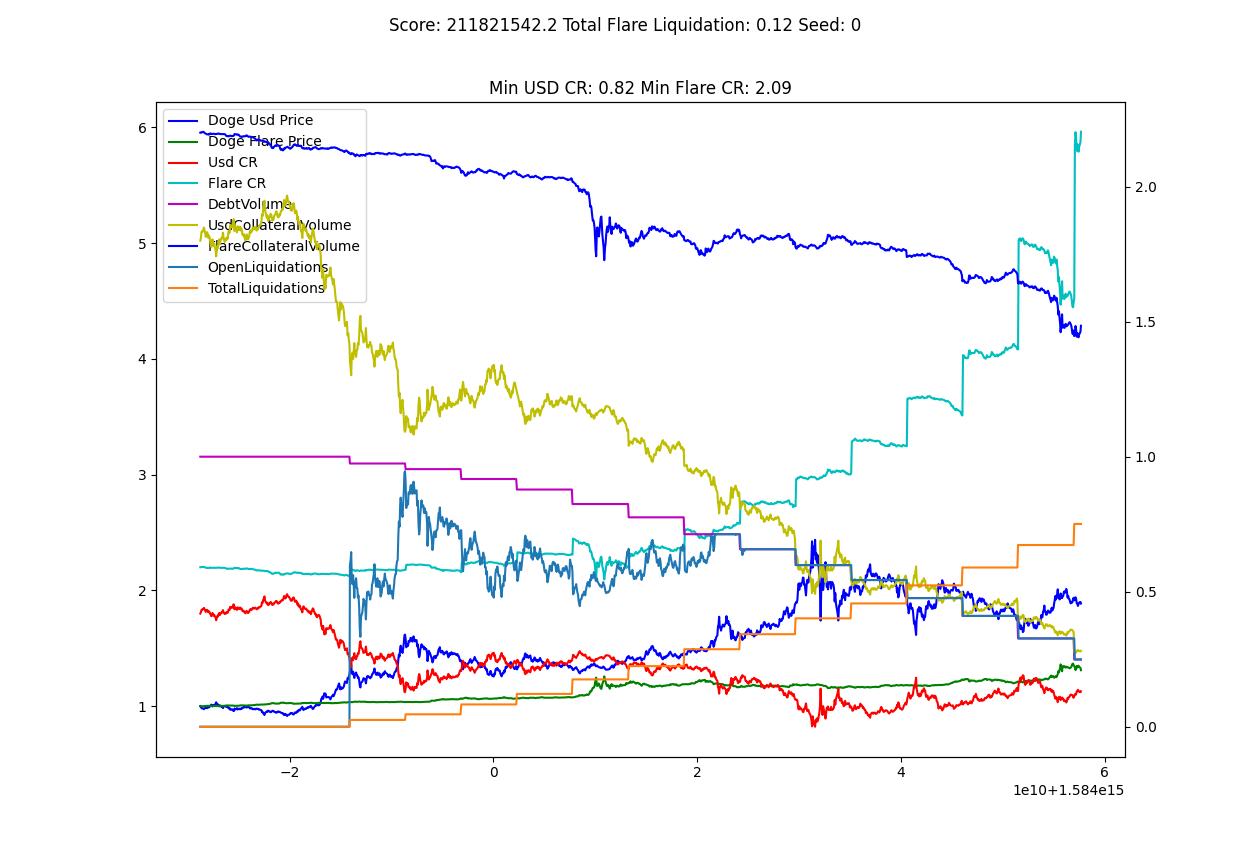 Score: 211821542.2 Total Flare Liquidation: 0.12 Seed: 0
Min USD CR: 0.82 Min Flare CR: 2.09
Doge Usd Price
Doge Flare Price
Usd CR
Flare CR
DebtVolume
UsdCollateralVolume
FlareCollateralVolume
OpenLiquidations
TotalLiquidations
6
5
4
3
2
1
2.0
1.5
1.0
0.5
0.0
−2
0
2
4
6
1e10+1.584e15